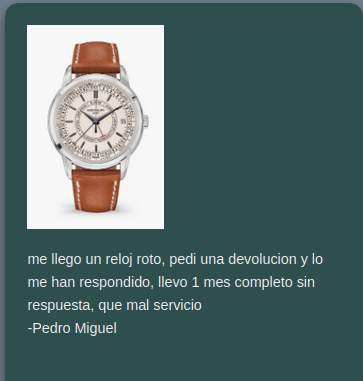 me llego un reloj roto, pedi una devolucion y lo
me han respondido, llevo 1 mes completo sin
respuesta, que mal servicio
-Pedro Miguel